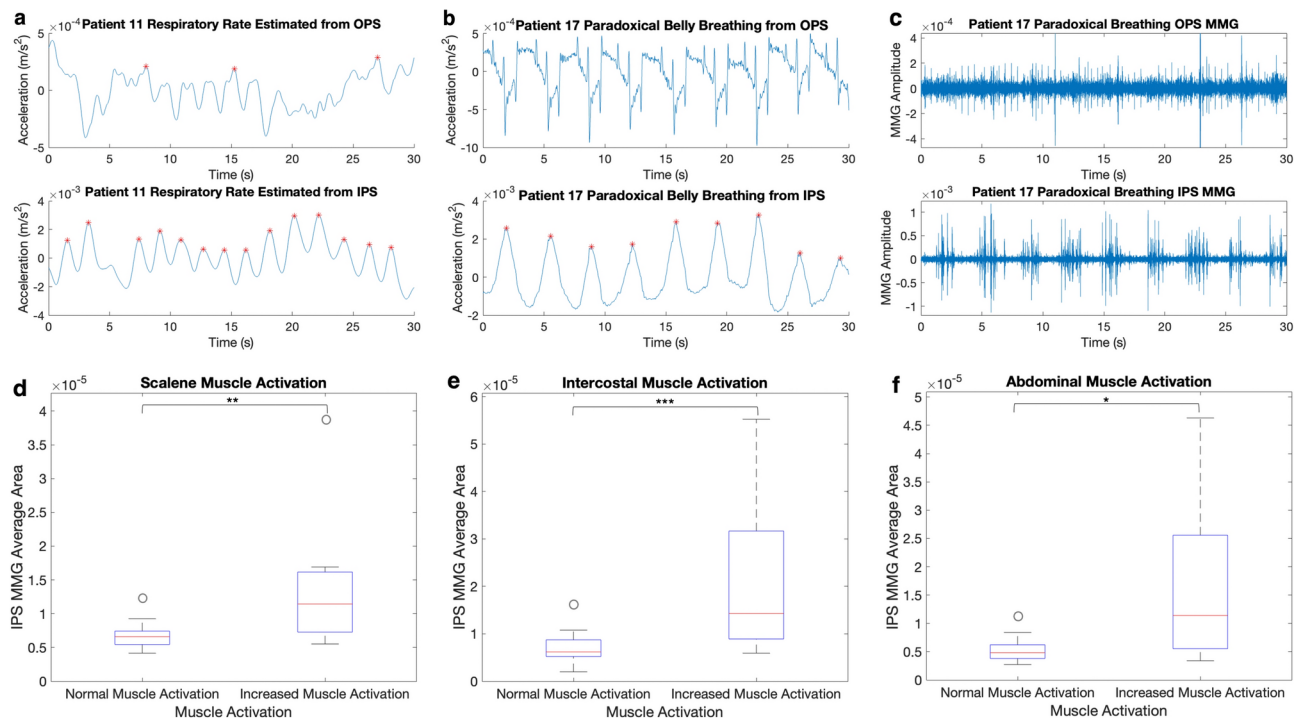 a
Patient 11 Respiratory Rate Estimated from OPS
×10⁻⁴
Acceleration (m/s²)
5
0
-5
0 5 10 15 20 25 30
Time (s)
Patient 11 Respiratory Rate Estimated from IPS
×10⁻³
Acceleration (m/s²)
4
2
0
-2
-4
0 5 10 15 20 25 30
Time (s)
b
Patient 17 Paradoxical Belly Breathing from OPS
×10⁻⁴
Acceleration (m/s²)
5
0
-5
-10
0 5 10 15 20 25 30
Time (s)
Patient 17 Paradoxical Belly Breathing from IPS
×10⁻³
Acceleration (m/s²)
4
2
0
-2
0 5 10 15 20 25 30
Time (s)
c
Patient 17 Paradoxical Breathing OPS MMG
×10⁻⁴
MMG Amplitude
4
2
0
-2
-4
0 5 10 15 20 25 30
Time (s)
Patient 17 Paradoxical Breathing IPS MMG
×10⁻³
MMG Amplitude
1
0.5
0
-0.5
-1
0 5 10 15 20 25 30
Time (s)
d
Scalene Muscle Activation
×10⁻⁵
**
IPS MMG Average Area
4
3.5
3
2.5
2
1.5
1
0.5
0
Normal Muscle Activation Increased Muscle Activation
Muscle Activation
e
Intercostal Muscle Activation
×10⁻⁵
***
IPS MMG Average Area
6
5
4
3
2
1
0
Normal Muscle Activation Increased Muscle Activation
Muscle Activation
f
Abdominal Muscle Activation
×10⁻⁵
*
IPS MMG Average Area
5
4.5
4
3.5
3
2.5
2
1.5
1
0.5
0
Normal Muscle Activation Increased Muscle Activation
Muscle Activation